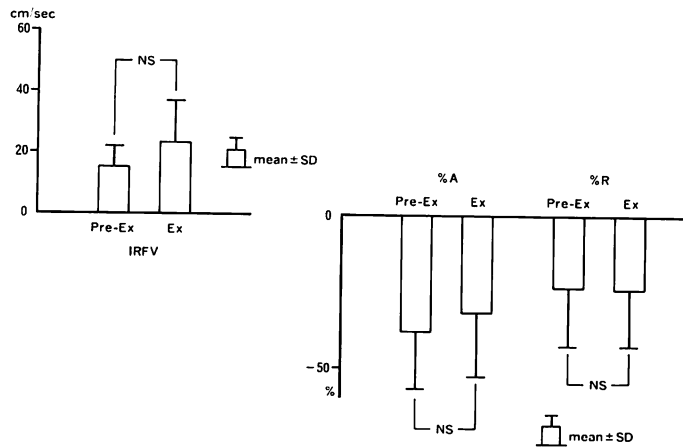 cm/sec
60
40
20
0
NS
mean ± SD
Pre-Ex Ex
IRFV
%A %R
Pre-Ex Ex Pre-Ex Ex
0
-50
%
NS
NS
mean ± SD